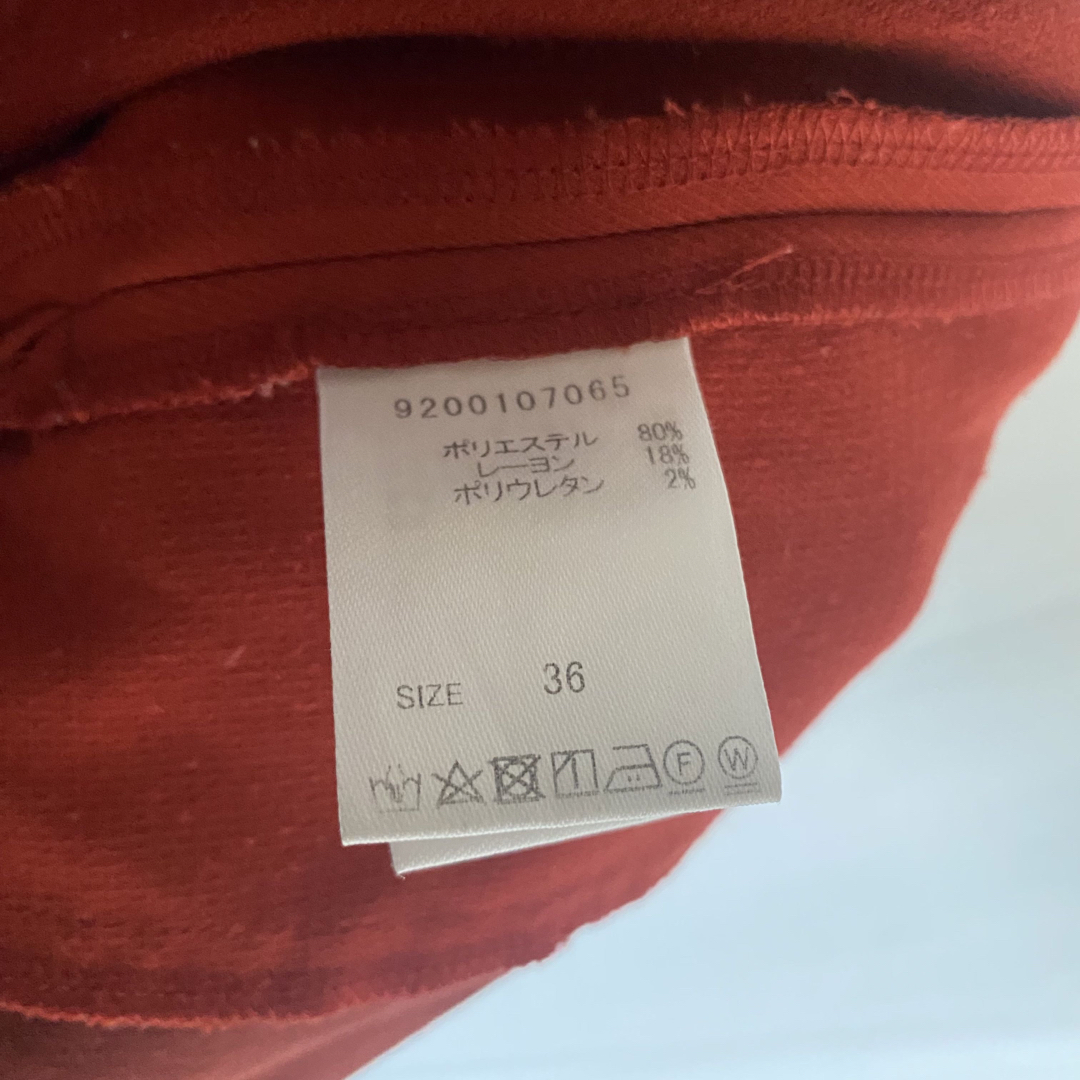 9200107065
ポリエステル 80%
レーヨン 18%
ポリウレタン 2%
SIZE 36
F W